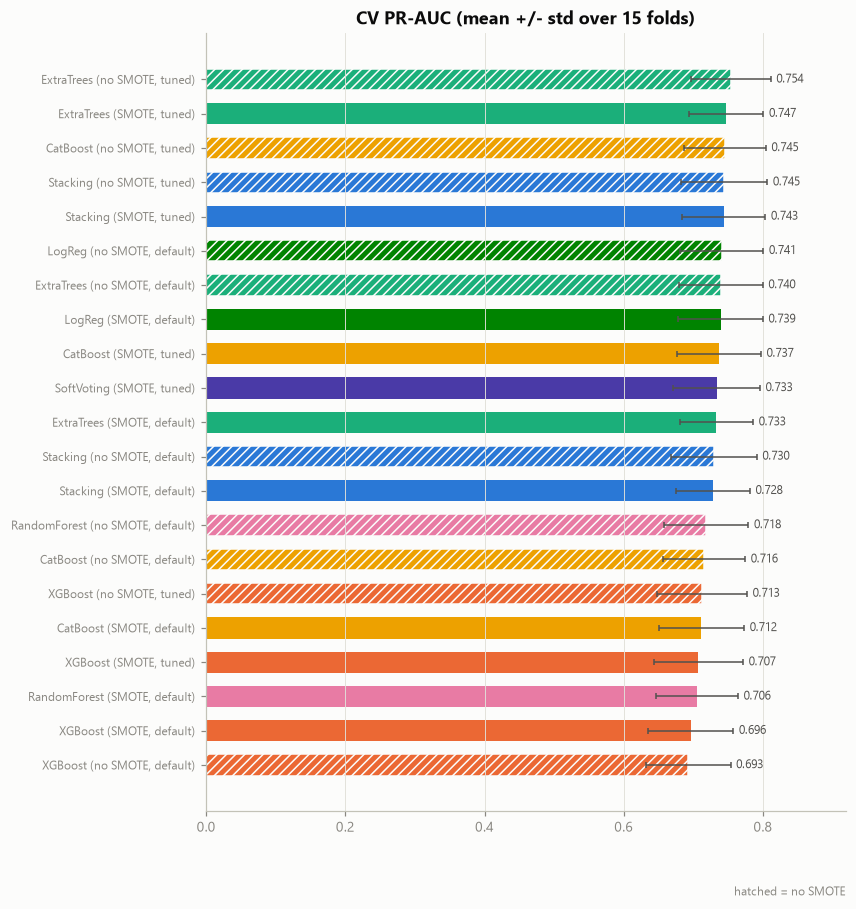 CV PR-AUC (mean +/- std over 15 folds)
ExtraTrees (no SMOTE, tuned) 0.754
ExtraTrees (SMOTE, tuned) 0.747
CatBoost (no SMOTE, tuned) 0.745
Stacking (no SMOTE, tuned) 0.745
Stacking (SMOTE, tuned) 0.743
LogReg (no SMOTE, default) 0.741
ExtraTrees (no SMOTE, default) 0.740
LogReg (SMOTE, default) 0.739
CatBoost (SMOTE, tuned) 0.737
SoftVoting (SMOTE, tuned) 0.733
ExtraTrees (SMOTE, default) 0.733
Stacking (no SMOTE, default) 0.730
Stacking (SMOTE, default) 0.728
RandomForest (no SMOTE, default) 0.718
CatBoost (no SMOTE, default) 0.716
XGBoost (no SMOTE, tuned) 0.713
CatBoost (SMOTE, default) 0.712
XGBoost (SMOTE, tuned) 0.707
RandomForest (SMOTE, default) 0.706
XGBoost (SMOTE, default) 0.696
XGBoost (no SMOTE, default) 0.693
0.0 0.2 0.4 0.6 0.8
hatched = no SMOTE